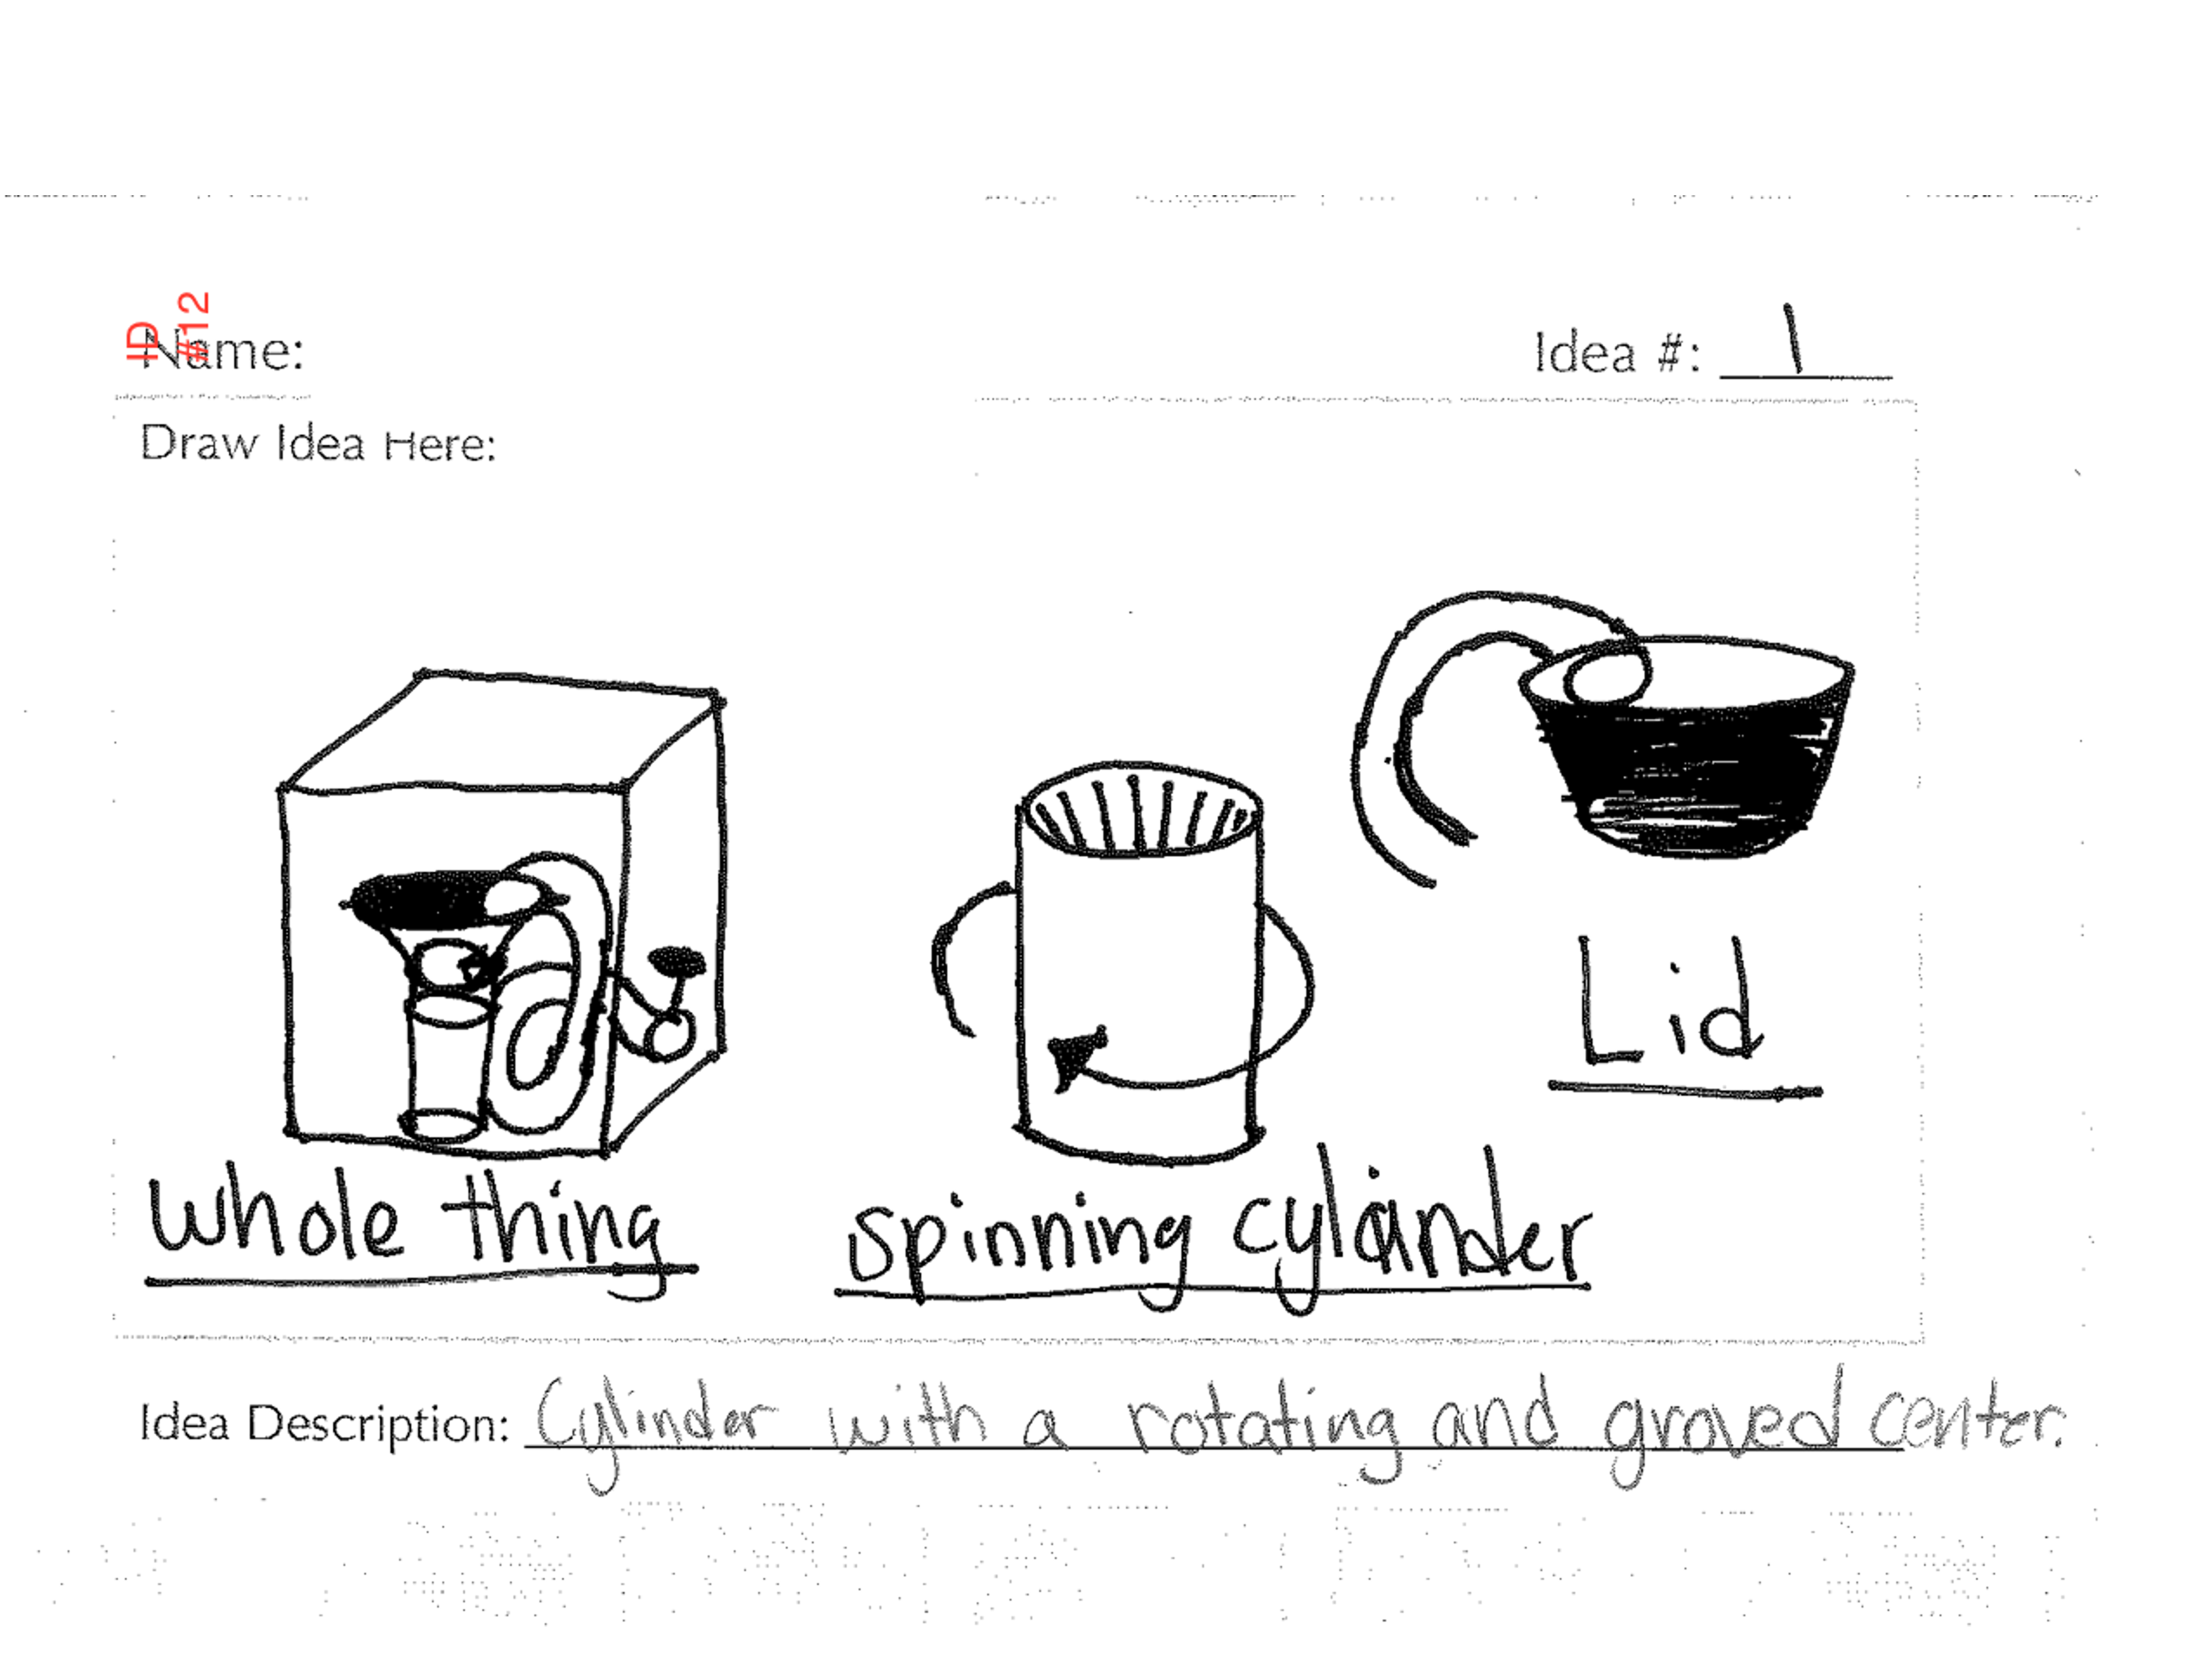 ID
#12
Name:
Idea #: 1
Draw Idea Here:
Lid
whole thing
spinning cylinder
Idea Description: Cylinder with a rotating and groved center.